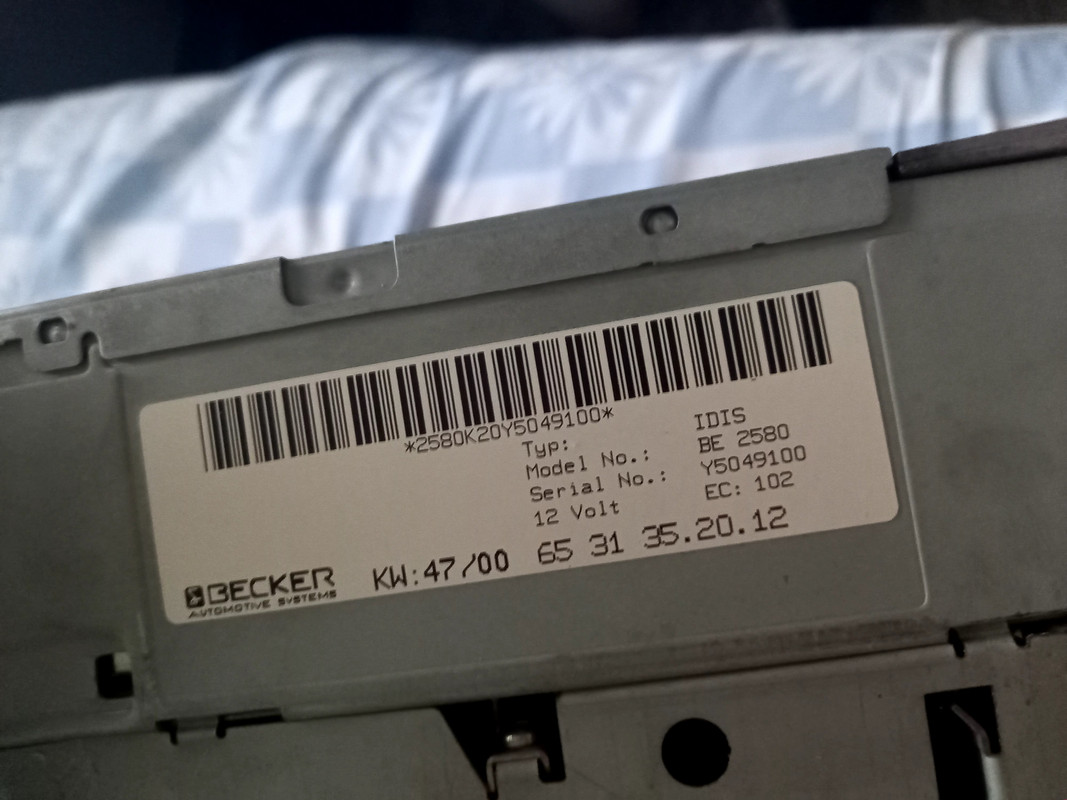 *2580K20Y5049100*
Typ: IDIS
Model No.: BE 2580
Serial No.: Y5049100
12 Volt EC: 102
BECKER KW:47/00 65 31 35.20.12
AUTOMOTIVE SYSTEMS